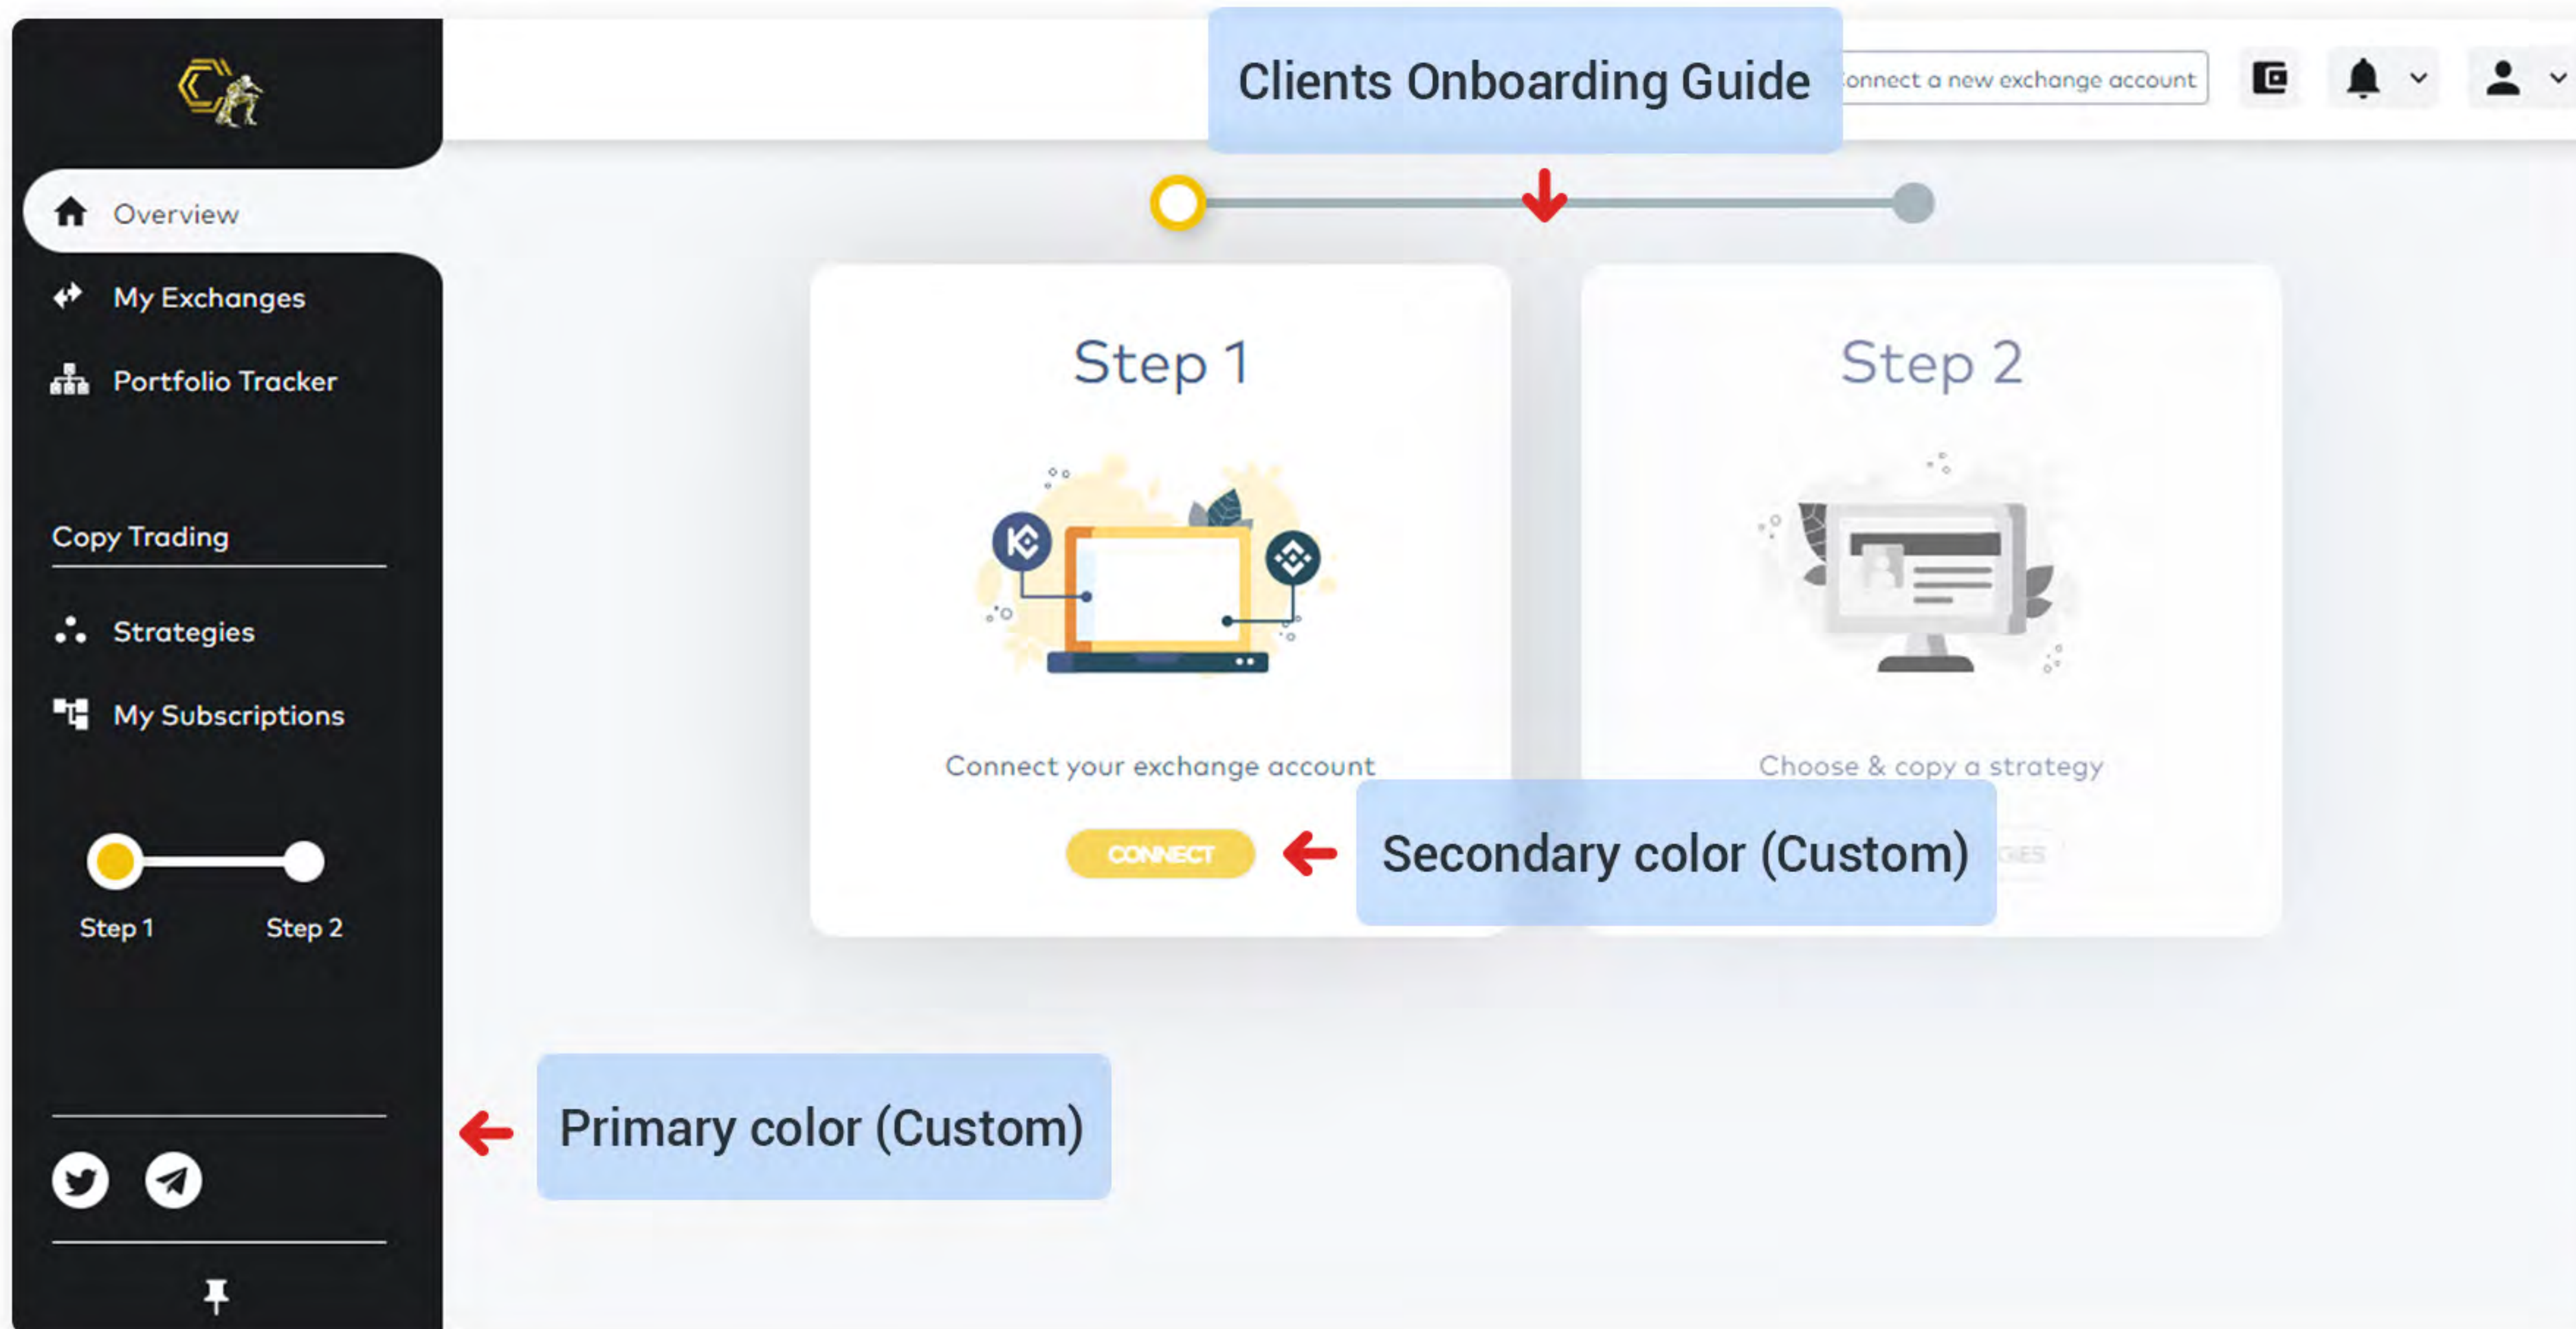 Clients Onboarding Guide
onnect a new exchange account
Overview
My Exchanges
Portfolio Tracker
Copy Trading
Strategies
My Subscriptions
Step 1
Step 2
Step 1
Connect your exchange account
CONNECT
Step 2
Choose & copy a strategy
GIES
Secondary color (Custom)
Primary color (Custom)